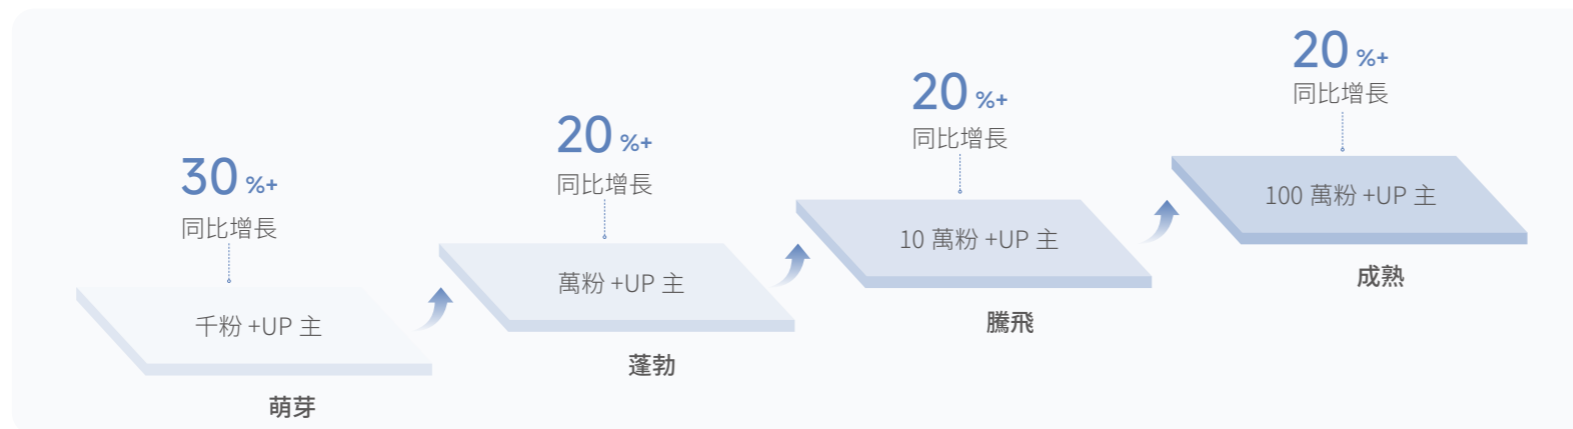 30 %+
同比增長
千粉 +UP 主
萌芽
20 %+
同比增長
萬粉 +UP 主
蓬勃
20 %+
同比增長
10 萬粉 +UP 主
騰飛
20 %+
同比增長
100 萬粉 +UP 主
成熟